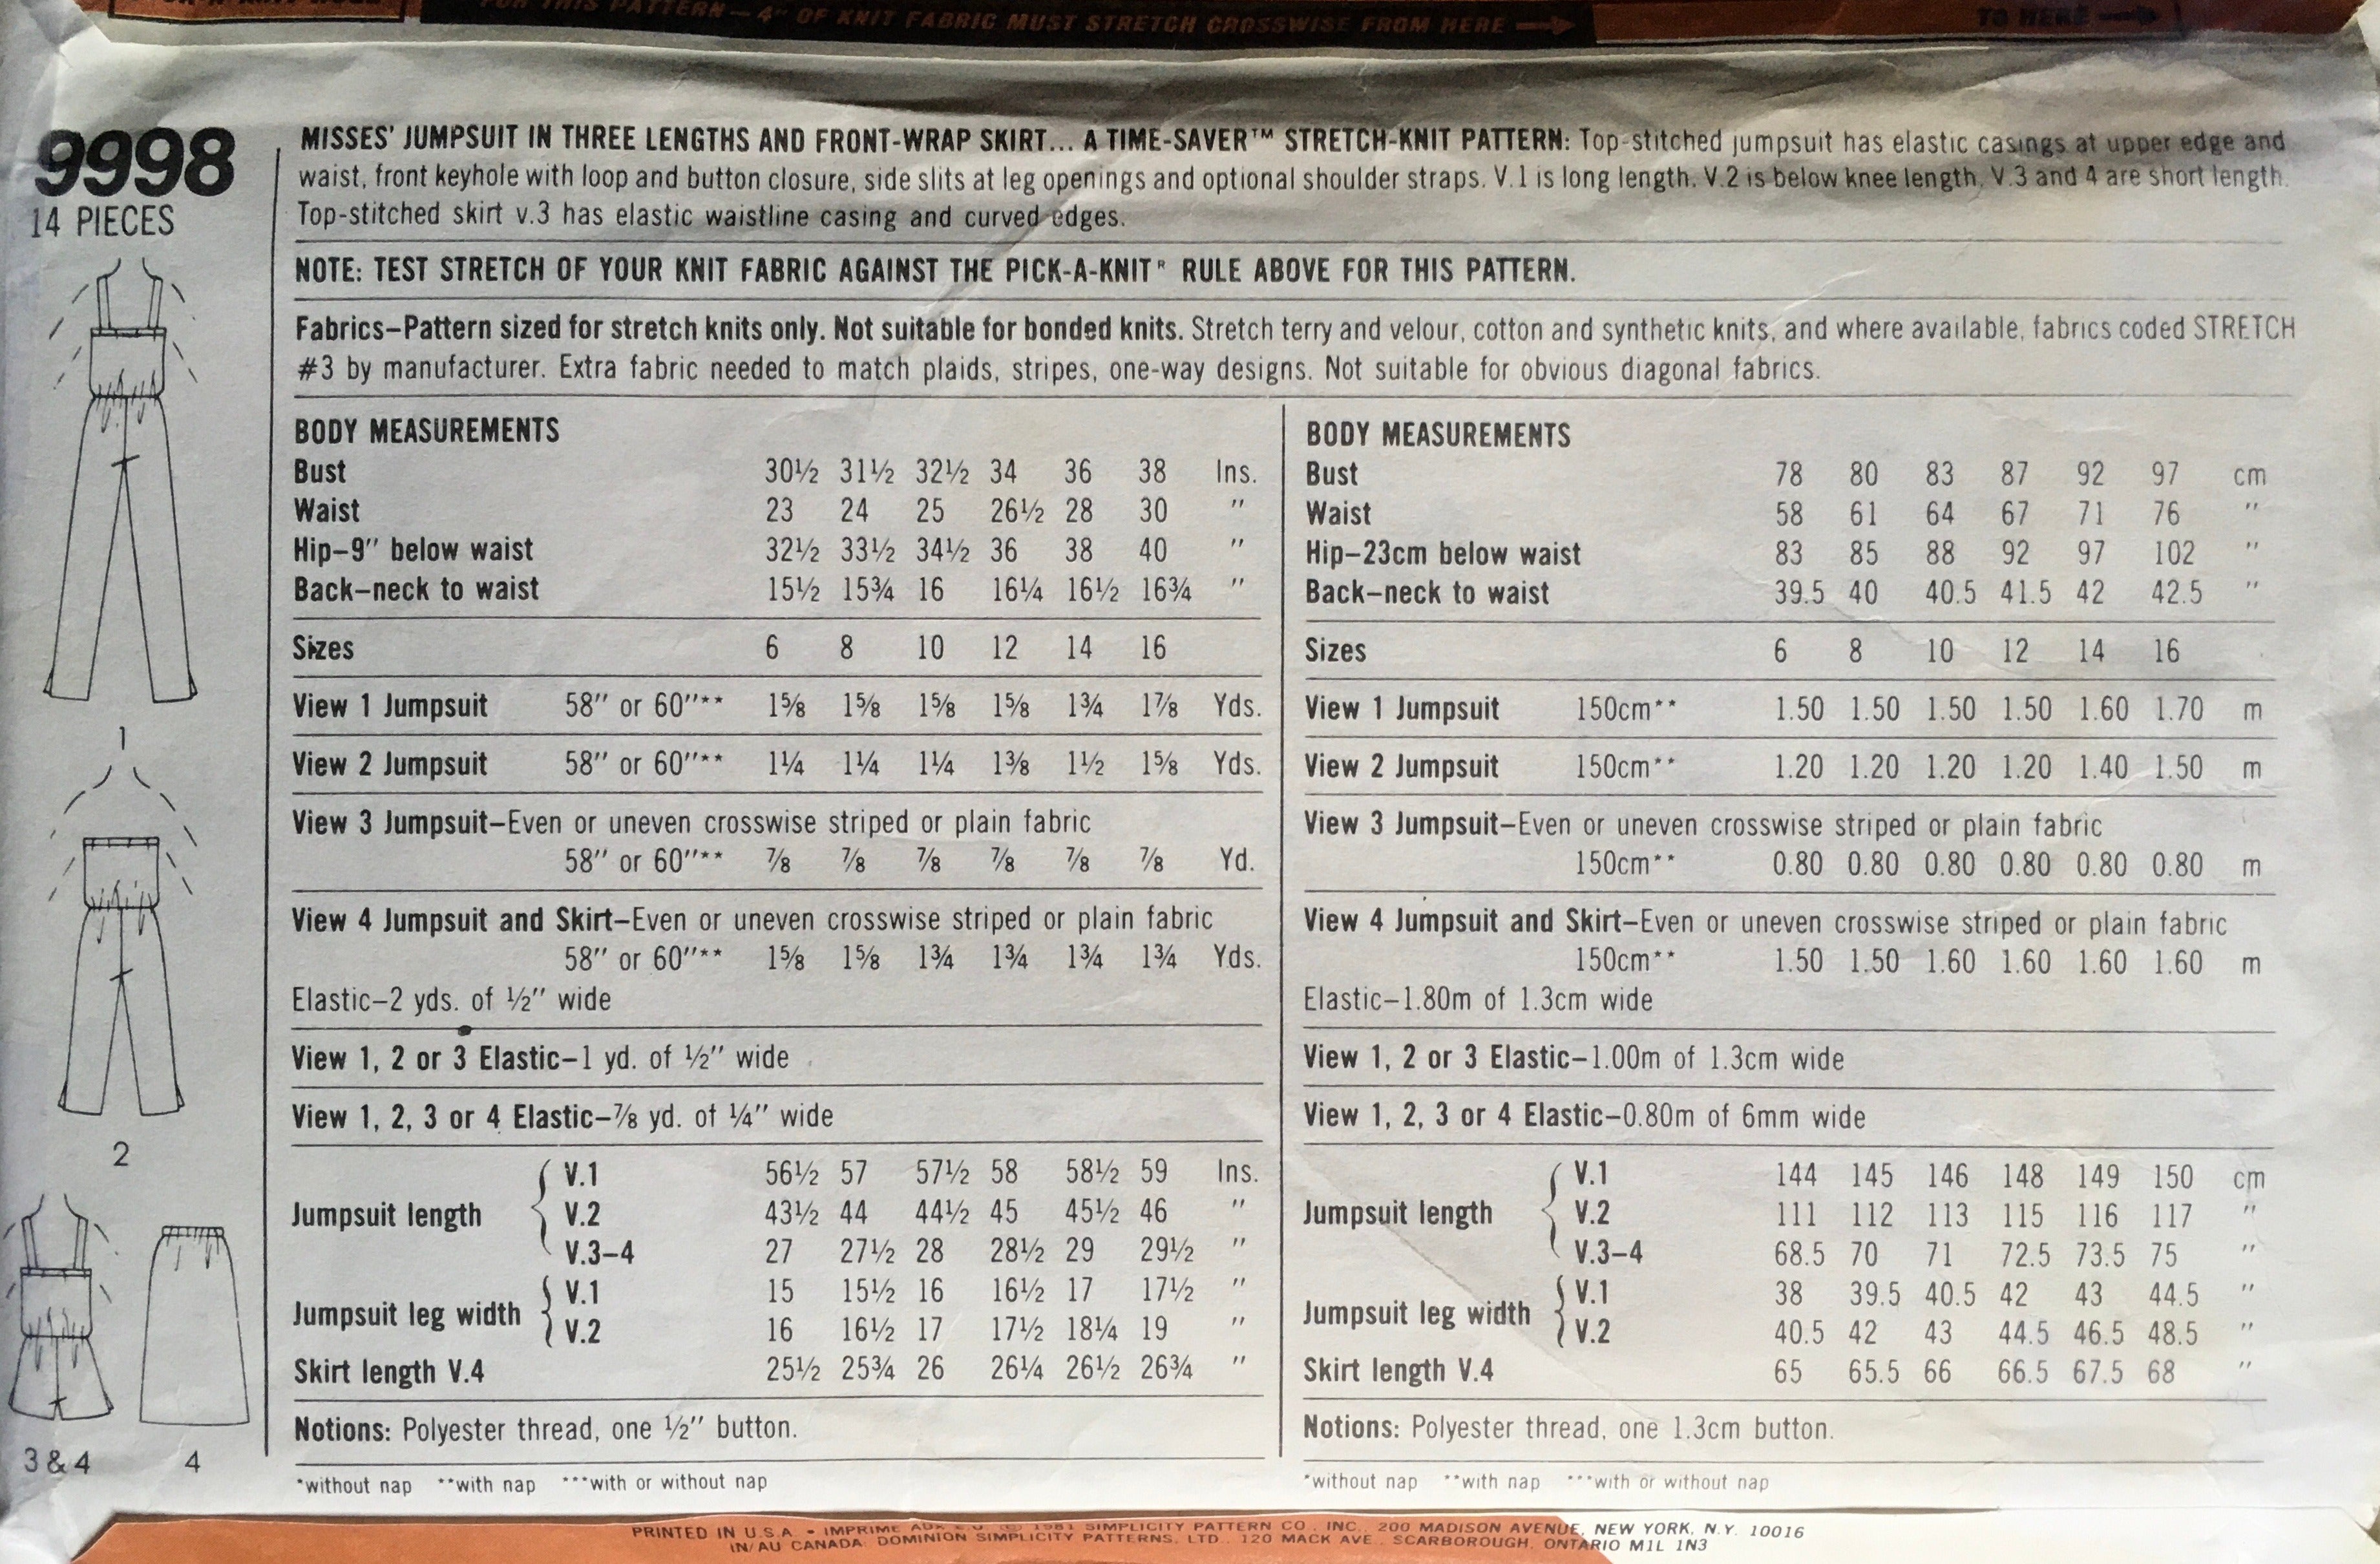 FOR THIS PATTERN—4" OF KNIT FABRIC MUST STRETCH CROSSWISE FROM HERE
TO HERE
9998
14 PIECES
MISSES' JUMPSUIT IN THREE LENGTHS AND FRONT-WRAP SKIRT... A TIME-SAVER™ STRETCH-KNIT PATTERN: Top-stitched jumpsuit has elastic casings at upper edge and
waist, front keyhole with loop and button closure, side slits at leg openings and optional shoulder straps. V.1 is long length. V.2 is below knee length. V.3 and 4 are short length.
Top-stitched skirt v.3 has elastic waistline casing and curved edges.
NOTE: TEST STRETCH OF YOUR KNIT FABRIC AGAINST THE PICK-A-KNIT® RULE ABOVE FOR THIS PATTERN.
Fabrics–Pattern sized for stretch knits only. Not suitable for bonded knits. Stretch terry and velour, cotton and synthetic knits, and where available, fabrics coded STRETCH
#3 by manufacturer. Extra fabric needed to match plaids, stripes, one-way designs. Not suitable for obvious diagonal fabrics.
BODY MEASUREMENTS
Bust 30½ 31½ 32½ 34 36 38 Ins.
Waist 23 24 25 26½ 28 30 "
Hip–9" below waist 32½ 33½ 34½ 36 38 40 "
Back–neck to waist 15½ 15¾ 16 16¼ 16½ 16¾ "
Sizes 6 8 10 12 14 16
View 1 Jumpsuit 58" or 60"** 1⅝ 1⅝ 1⅝ 1⅝ 1¾ 1⅞ Yds.
View 2 Jumpsuit 58" or 60"** 1¼ 1¼ 1¼ 1⅜ 1½ 1⅝ Yds.
View 3 Jumpsuit–Even or uneven crosswise striped or plain fabric
58" or 60"** ⅞ ⅞ ⅞ ⅞ ⅞ ⅞ Yd.
View 4 Jumpsuit and Skirt–Even or uneven crosswise striped or plain fabric
58" or 60"** 1⅝ 1⅝ 1¾ 1¾ 1¾ 1¾ Yds.
Elastic–2 yds. of ½" wide
View 1, 2 or 3 Elastic–1 yd. of ½" wide
View 1, 2, 3 or 4 Elastic–⅞ yd. of ¼" wide
Jumpsuit length
V.1 56½ 57 57½ 58 58½ 59 Ins.
V.2 43½ 44 44½ 45 45½ 46 "
V.3–4 27 27½ 28 28½ 29 29½ "
Jumpsuit leg width
V.1 15 15½ 16 16½ 17 17½ "
V.2 16 16½ 17 17½ 18¼ 19 "
Skirt length V.4 25½ 25¾ 26 26¼ 26½ 26¾ "
Notions: Polyester thread, one ½" button.
*without nap **with nap ***with or without nap
BODY MEASUREMENTS
Bust 78 80 83 87 92 97 cm
Waist 58 61 64 67 71 76 "
Hip–23cm below waist 83 85 88 92 97 102 "
Back–neck to waist 39.5 40 40.5 41.5 42 42.5 "
Sizes 6 8 10 12 14 16
View 1 Jumpsuit 150cm** 1.50 1.50 1.50 1.50 1.60 1.70 m
View 2 Jumpsuit 150cm** 1.20 1.20 1.20 1.20 1.40 1.50 m
View 3 Jumpsuit–Even or uneven crosswise striped or plain fabric
150cm** 0.80 0.80 0.80 0.80 0.80 0.80 m
View 4 Jumpsuit and Skirt–Even or uneven crosswise striped or plain fabric
150cm** 1.50 1.50 1.60 1.60 1.60 1.60 m
Elastic–1.80m of 1.3cm wide
View 1, 2 or 3 Elastic–1.00m of 1.3cm wide
View 1, 2, 3 or 4 Elastic–0.80m of 6mm wide
Jumpsuit length
V.1 144 145 146 148 149 150 cm
V.2 111 112 113 115 116 117 "
V.3–4 68.5 70 71 72.5 73.5 75 "
Jumpsuit leg width
V.1 38 39.5 40.5 42 43 44.5 "
V.2 40.5 42 43 44.5 46.5 48.5 "
Skirt length V.4 65 65.5 66 66.5 67.5 68 "
Notions: Polyester thread, one 1.3cm button.
*without nap **with nap ***with or without nap
1
2
3 & 4
4
PRINTED IN U.S.A. • IMPRIME AUX E.U. © 1981 SIMPLICITY PATTERN CO. INC., 200 MADISON AVENUE, NEW YORK, N.Y. 10016
IN/AU CANADA: DOMINION SIMPLICITY PATTERNS, LTD., 120 MACK AVE., SCARBOROUGH, ONTARIO M1L 1N3